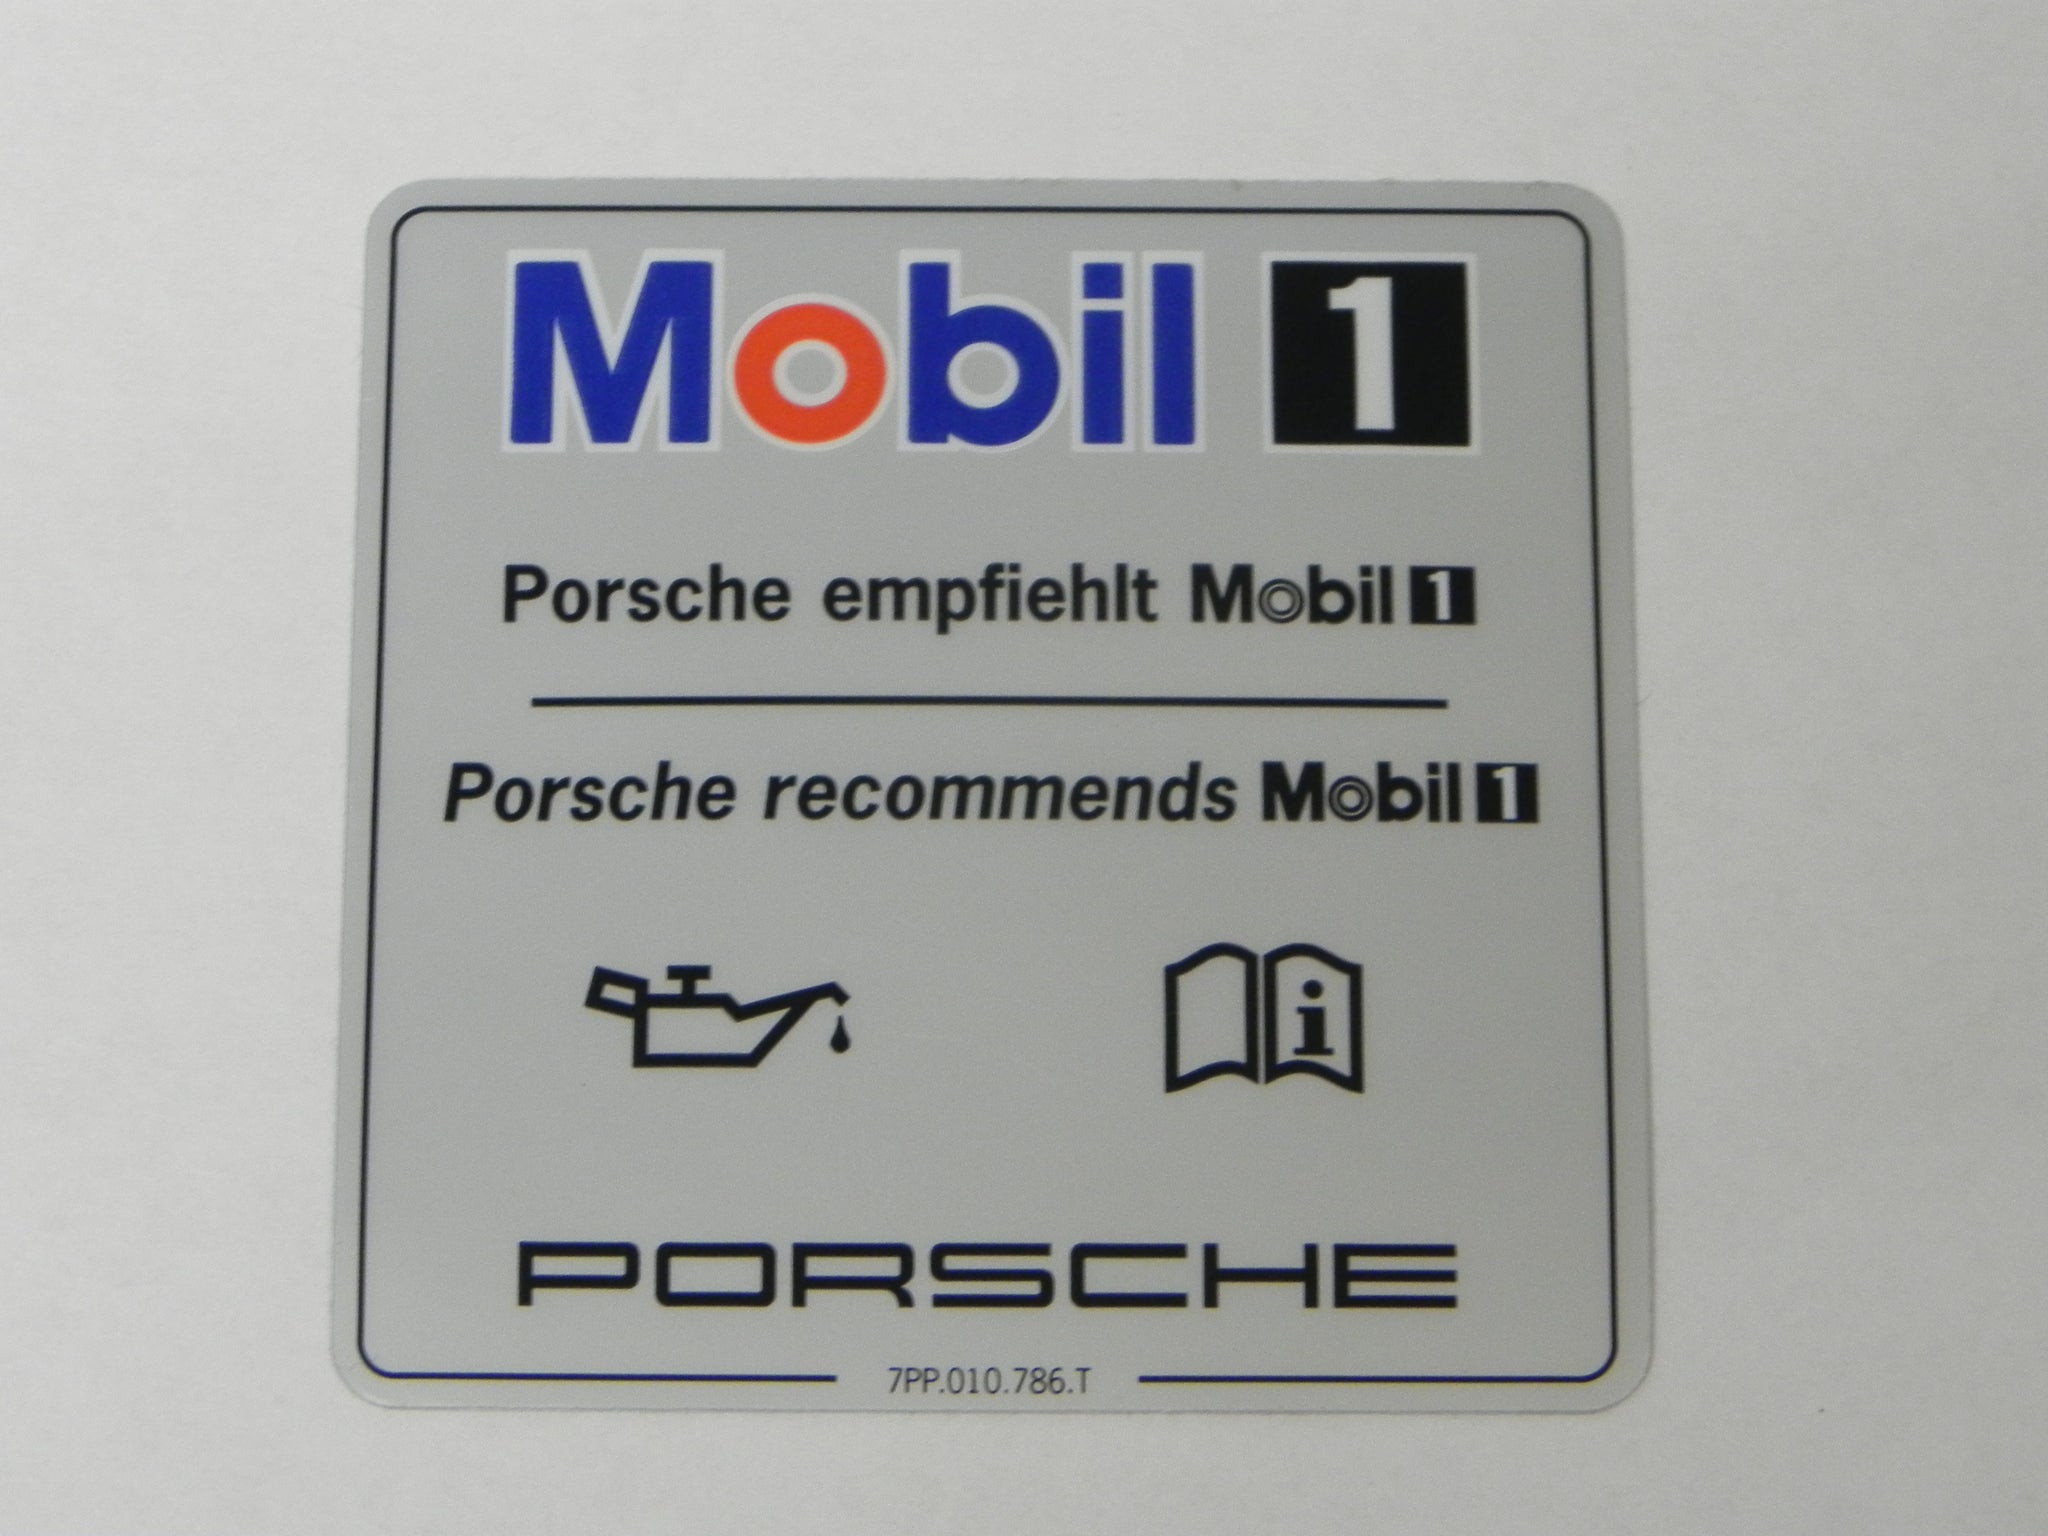 Mobil 1
Porsche empfiehlt Mobil 1
Porsche recommends Mobil 1
i
PORSCHE
7PP.010.786.T